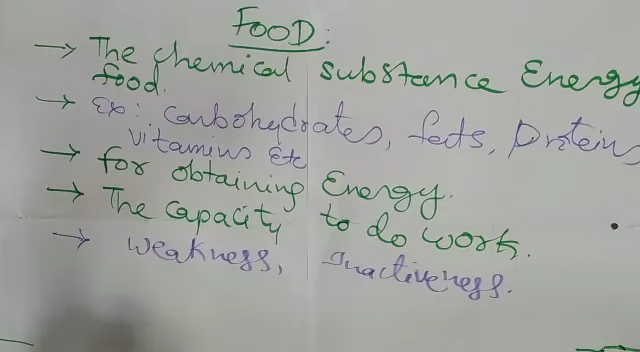 FOOD:
→ The chemical substance Energy
food.
→ Ex: Carbohydrates, fats, Proteins
Vitamins Etc
→ for obtaining Energy.
→ The capacity to do work.
→ Weakness, Inactiveness.